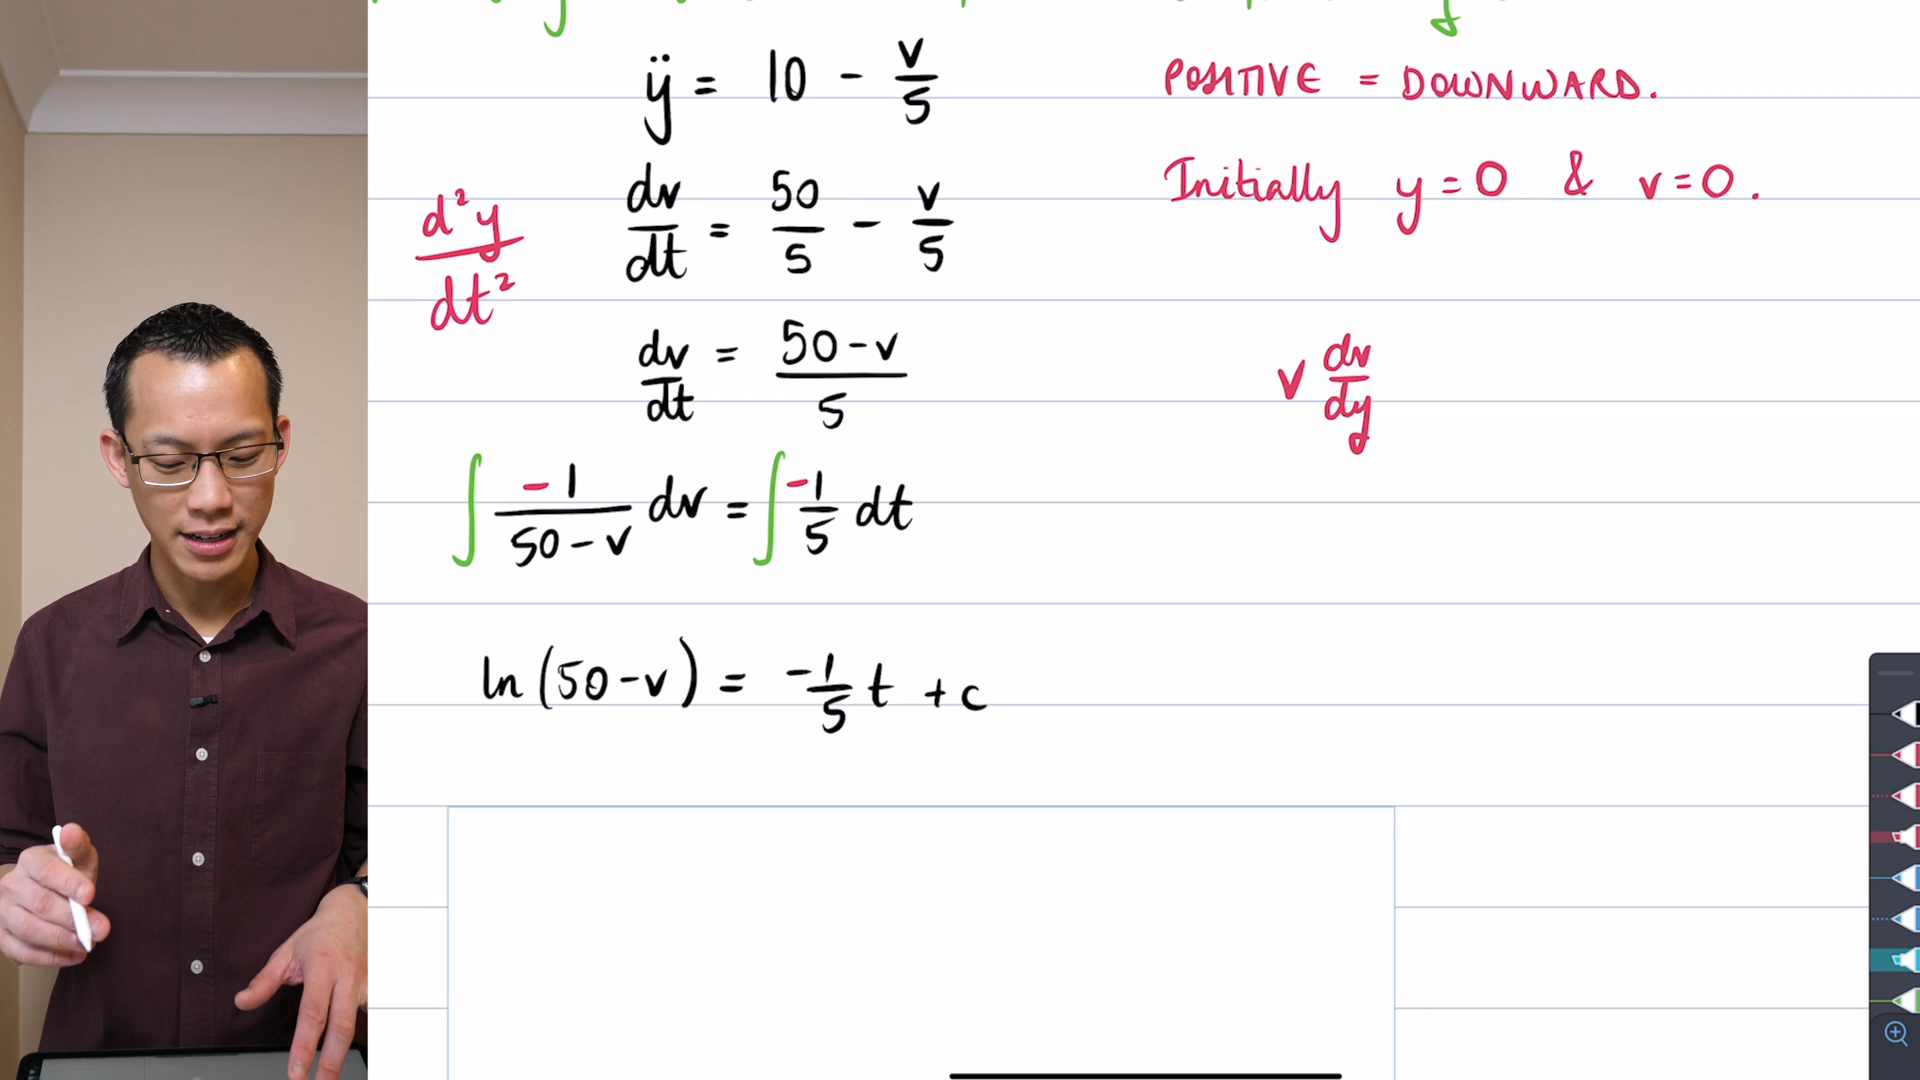 ÿ = 10 - v/5
POSITIVE = DOWNWARD.
Initially y = 0 & v = 0.
d²y/dt²
dv/dt = 50/5 - v/5
dv/dt = (50 - v)/5
v dv/dy
∫ -1/(50 - v) dv = ∫ -1/5 dt
ln (50 - v) = -1/5 t + c